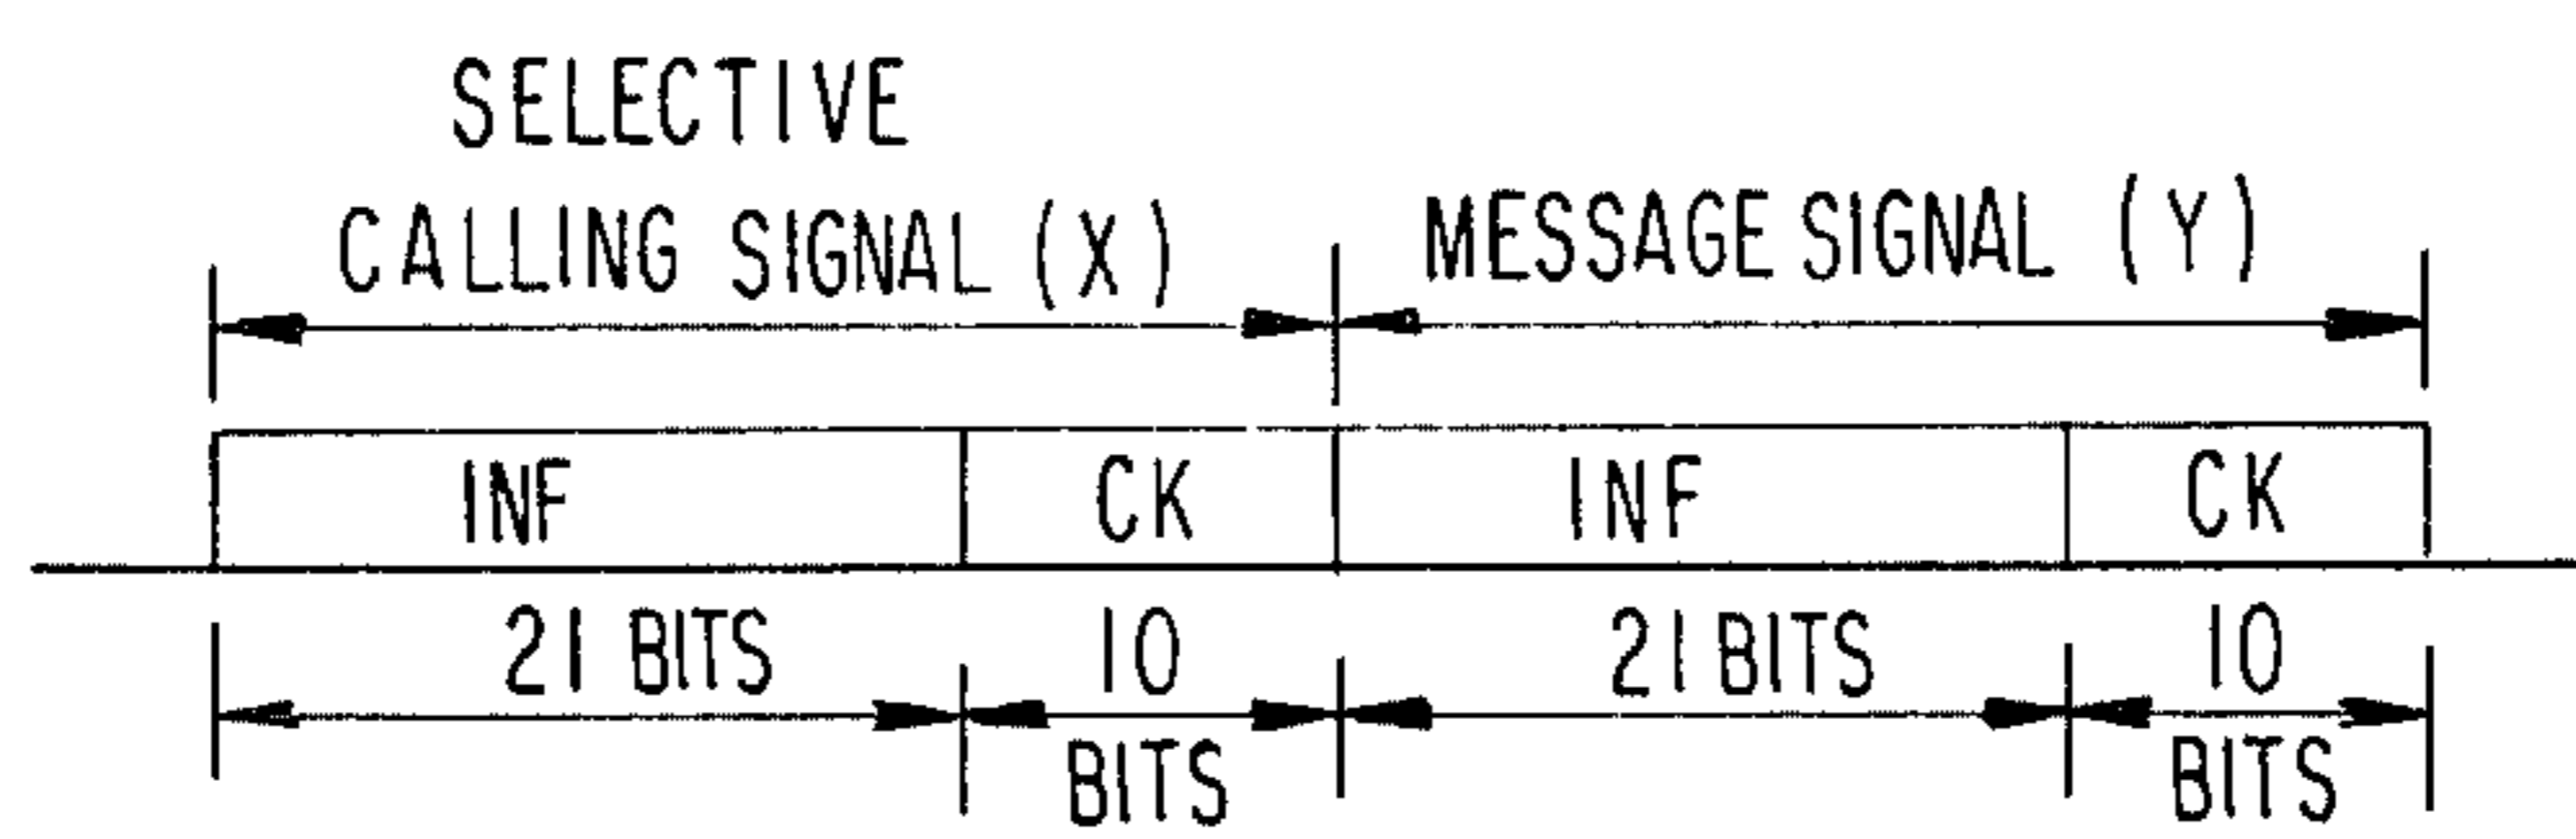 SELECTIVE
CALLING SIGNAL (X)
MESSAGE SIGNAL (Y)
INF
CK
INF
CK
21 BITS
10
BITS
21 BITS
10
BITS